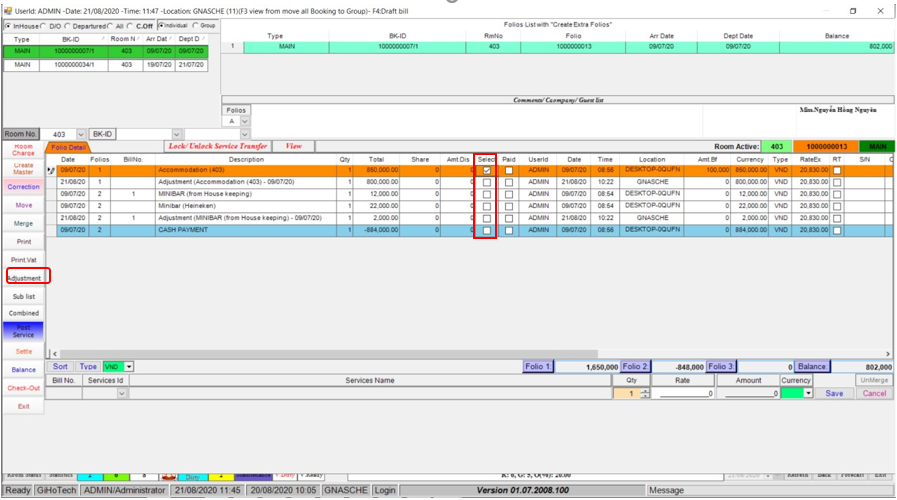 UserId: ADMIN -Date: 21/08/2020 -Time: 11:47 -Location: GNASCHE (11)(F3 view from move all Booking to Group)- F4:Draft bill
InHouse D/O Departured All C.Off Individual Group
Type BK-ID Room N Arr Dat Dept D
MAIN 1000000007/1 403 09/07/20 09/07/20
MAIN 1000000034/1 403 19/07/20 21/07/20
Folios List with "Create Extra Folios"
Type BK-ID RmNo Folio Arr Date Dept Date Balance
1 MAIN 1000000007/1 403 1000000013 09/07/20 09/07/20 802,000
Comments/ Company/ Guest list
Folios
A
Mim.Nguyễn Hồng Nguyên
Room No. 403 BK-ID
Room Charge
Create Master
Correction
Move
Merge
Print
Print Vat
Adjustment
Sub list
Combined
Post Service
Settle
Balance
Check-Out
Exit
Folio Detail Lock/ Unlock Service Transfer View Room Active: 403 1000000013 MAIN
Date Folios BillNo. Description Qty Total Share Amt.Dis Selec Paid UserId Date Time Location Amt.Bf Currency Type RateEx RT S/N
09/07/20 1 Accommodation (403) 1 850,000.00 0 0 ADMIN 09/07/20 08:56 DESKTOP-0QUFN 100,000 850,000.00 VND 20,830.00
21/08/20 1 Adjustment (Accommodation (403) - 09/07/20) 1 800,000.00 0 0 ADMIN 21/08/20 10:22 GNASCHE 0 800,000.00 VND 20,830.00
09/07/20 2 1 MINIBAR (from House keeping) 1 12,000.00 0 0 ADMIN 09/07/20 08:54 DESKTOP-0QUFN 0 12,000.00 VND 20,830.00
09/07/20 2 Minibar (Heineken) 1 22,000.00 0 0 ADMIN 09/07/20 08:54 DESKTOP-0QUFN 0 22,000.00 VND 20,830.00
21/08/20 2 1 Adjustment (MINIBAR (from House keeping) - 09/07/20) 1 2,000.00 0 0 ADMIN 21/08/20 10:22 GNASCHE 0 2,000.00 VND 20,830.00
09/07/20 2 CASH PAYMENT 1 -884,000.00 0 0 ADMIN 09/07/20 08:56 DESKTOP-0QUFN 0 884,000.00 VND 20,830.00
Sort Type VND Folio 1: 1,650,000 Folio 2: -848,000 Folio 3: 0 Balance: 802,000
Bill No. Services Id Services Name Qty Rate Amount Currency UnMerge
1 0 0 Save Cancel
Ready GiHoTech ADMIN/Administrator 21/08/2020 11:45 20/08/2020 10:05 GNASCHE Login Version 01.07.2008.100 Message